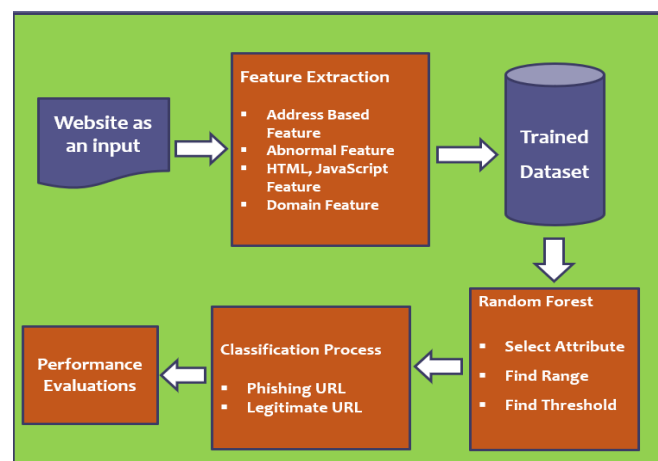 Website as
an input
Feature Extraction
▪ Address Based
Feature
▪ Abnormal Feature
▪ HTML, JavaScript
Feature
▪ Domain Feature
Trained
Dataset
Random Forest
▪ Select Attribute
▪ Find Range
▪ Find Threshold
Classification Process
▪ Phishing URL
▪ Legitimate URL
Performance
Evaluations